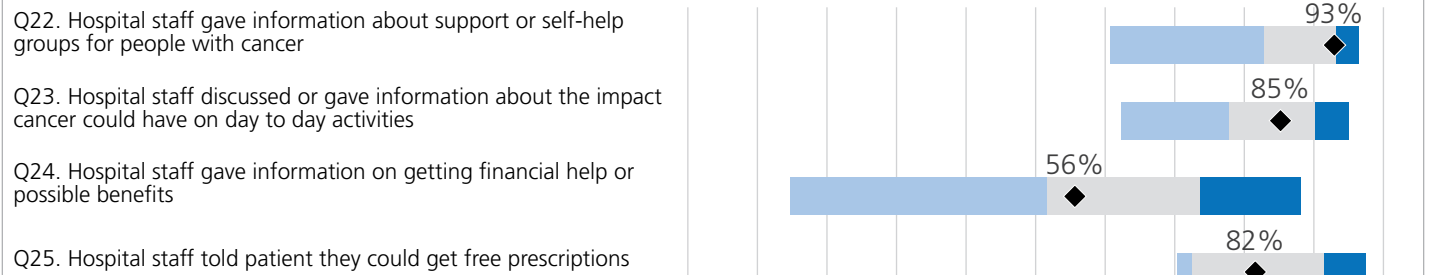 Q22. Hospital staff gave information about support or self-help
groups for people with cancer
93%
Q23. Hospital staff discussed or gave information about the impact
cancer could have on day to day activities
85%
Q24. Hospital staff gave information on getting financial help or
possible benefits
56%
Q25. Hospital staff told patient they could get free prescriptions
82%